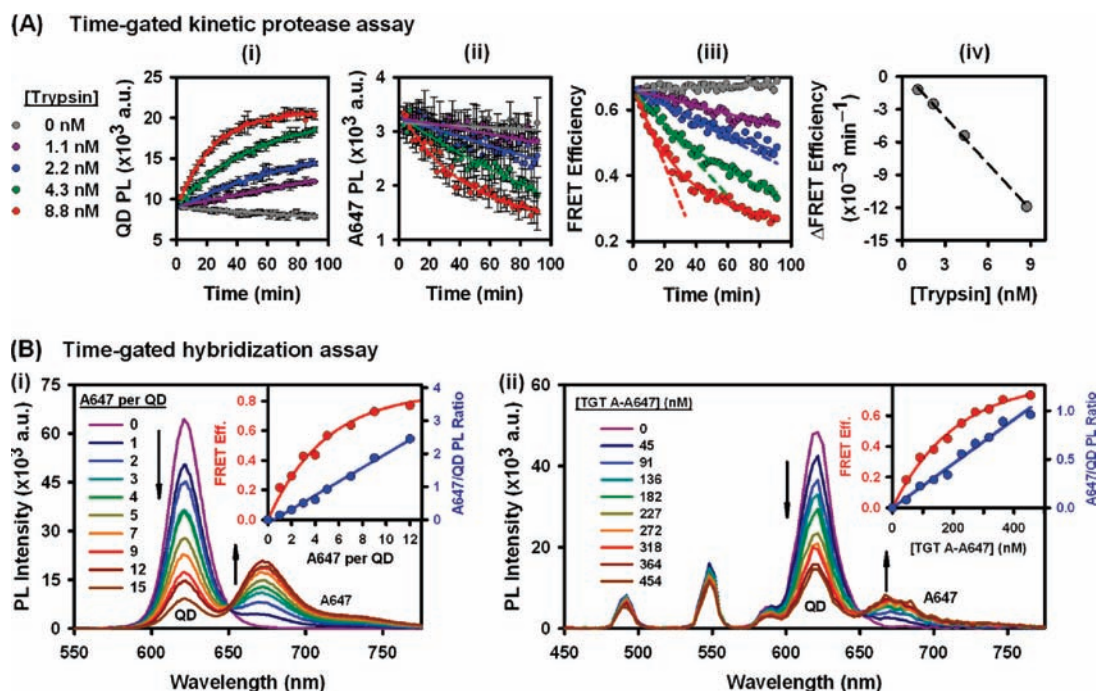 (A) Time-gated kinetic protease assay
(i) (ii) (iii) (iv)
[Trypsin]
0 nM
1.1 nM
2.2 nM
4.3 nM
8.8 nM
QD PL (x10³ a.u.)
25
20
15
10
5
0 20 40 60 80 100
Time (min)
A647 PL (x10³ a.u.)
4
3
2
1
0 20 40 60 80 100
Time (min)
FRET Efficiency
0.6
0.4
0.2
0 20 40 60 80 100
Time (min)
ΔFRET Efficiency
(x10⁻³ min⁻¹)
0
-3
-6
-9
-12
-15
0 3 6 9
[Trypsin] (nM)
(B) Time-gated hybridization assay
(i)
PL Intensity (x10³ a.u.)
75
60
45
30
15
0
550 600 650 700 750
Wavelength (nm)
A647 per QD
0
1
2
3
4
5
7
9
12
15
QD
A647
FRET Eff.
0.8
0.6
0.4
0.2
0.0
0 2 4 6 8 10 12
A647 per QD
4
3
2
1
0
A647/QD PL Ratio
(ii)
PL Intensity (x10³ a.u.)
60
40
20
0
450 500 550 600 650 700 750
Wavelength (nm)
[TGT A-A647] (nM)
0
45
91
136
182
227
272
318
364
454
QD
A647
FRET Eff.
0.6
0.4
0.2
0.0
0 200 400
[TGT A-A647] (nM)
1.0
0.5
0.0
A647/QD PL Ratio